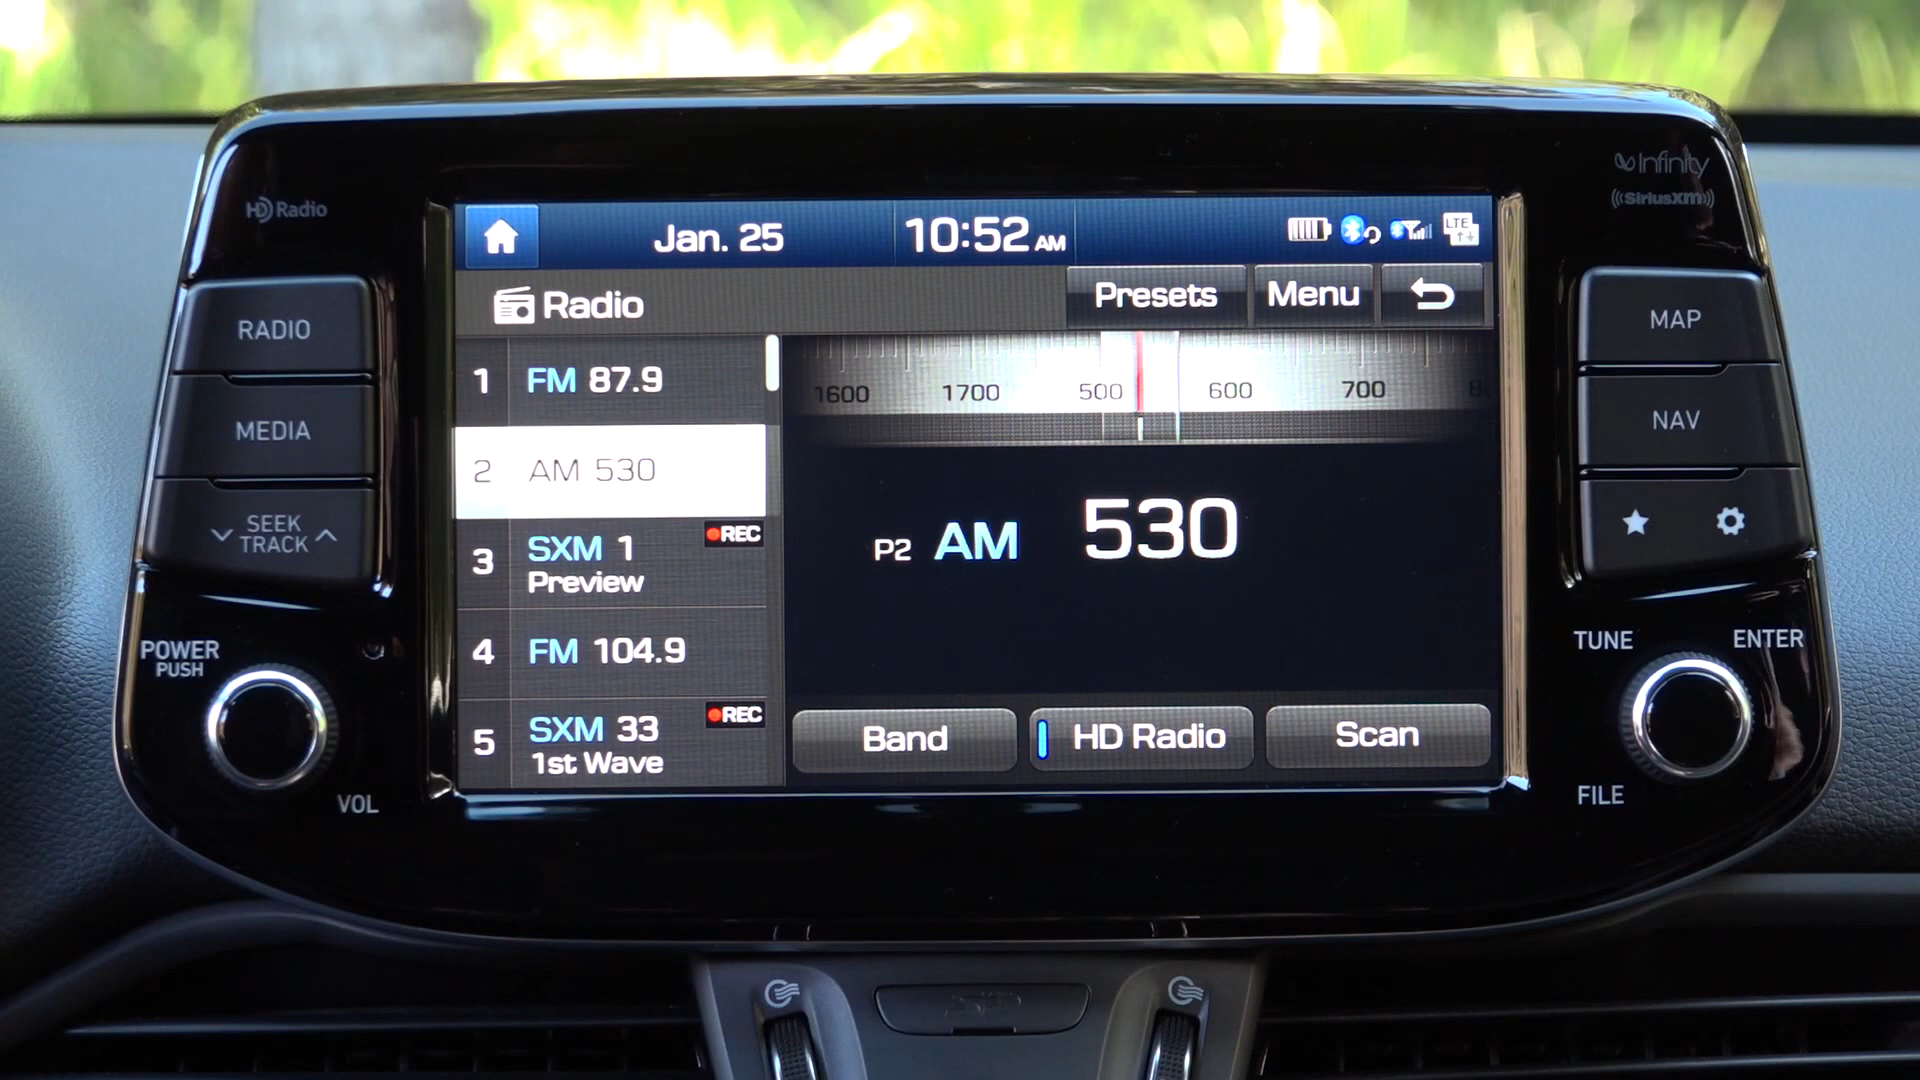 HD Radio
Infinity
((SiriusXM))
Jan. 25
10:52 AM
LTE
Radio
Presets
Menu
1 FM 87.9
2 AM 530
3 SXM 1 REC
Preview
4 FM 104.9
5 SXM 33 REC
1st Wave
1600 1700 500 600 700
P2 AM 530
Band
HD Radio
Scan
RADIO
MEDIA
SEEK
TRACK
POWER
PUSH
VOL
MAP
NAV
TUNE
ENTER
FILE